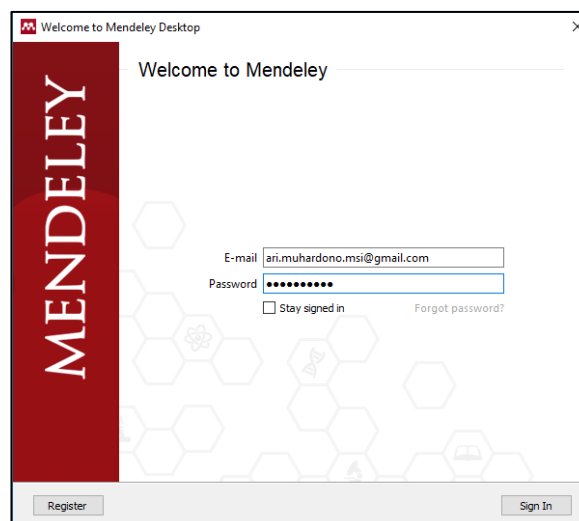 Welcome to Mendeley Desktop
MENDELEY
Welcome to Mendeley
E-mail ari.muhardono.msi@gmail.com
Password ●●●●●●●●●●
Stay signed in Forgot password?
Register Sign In